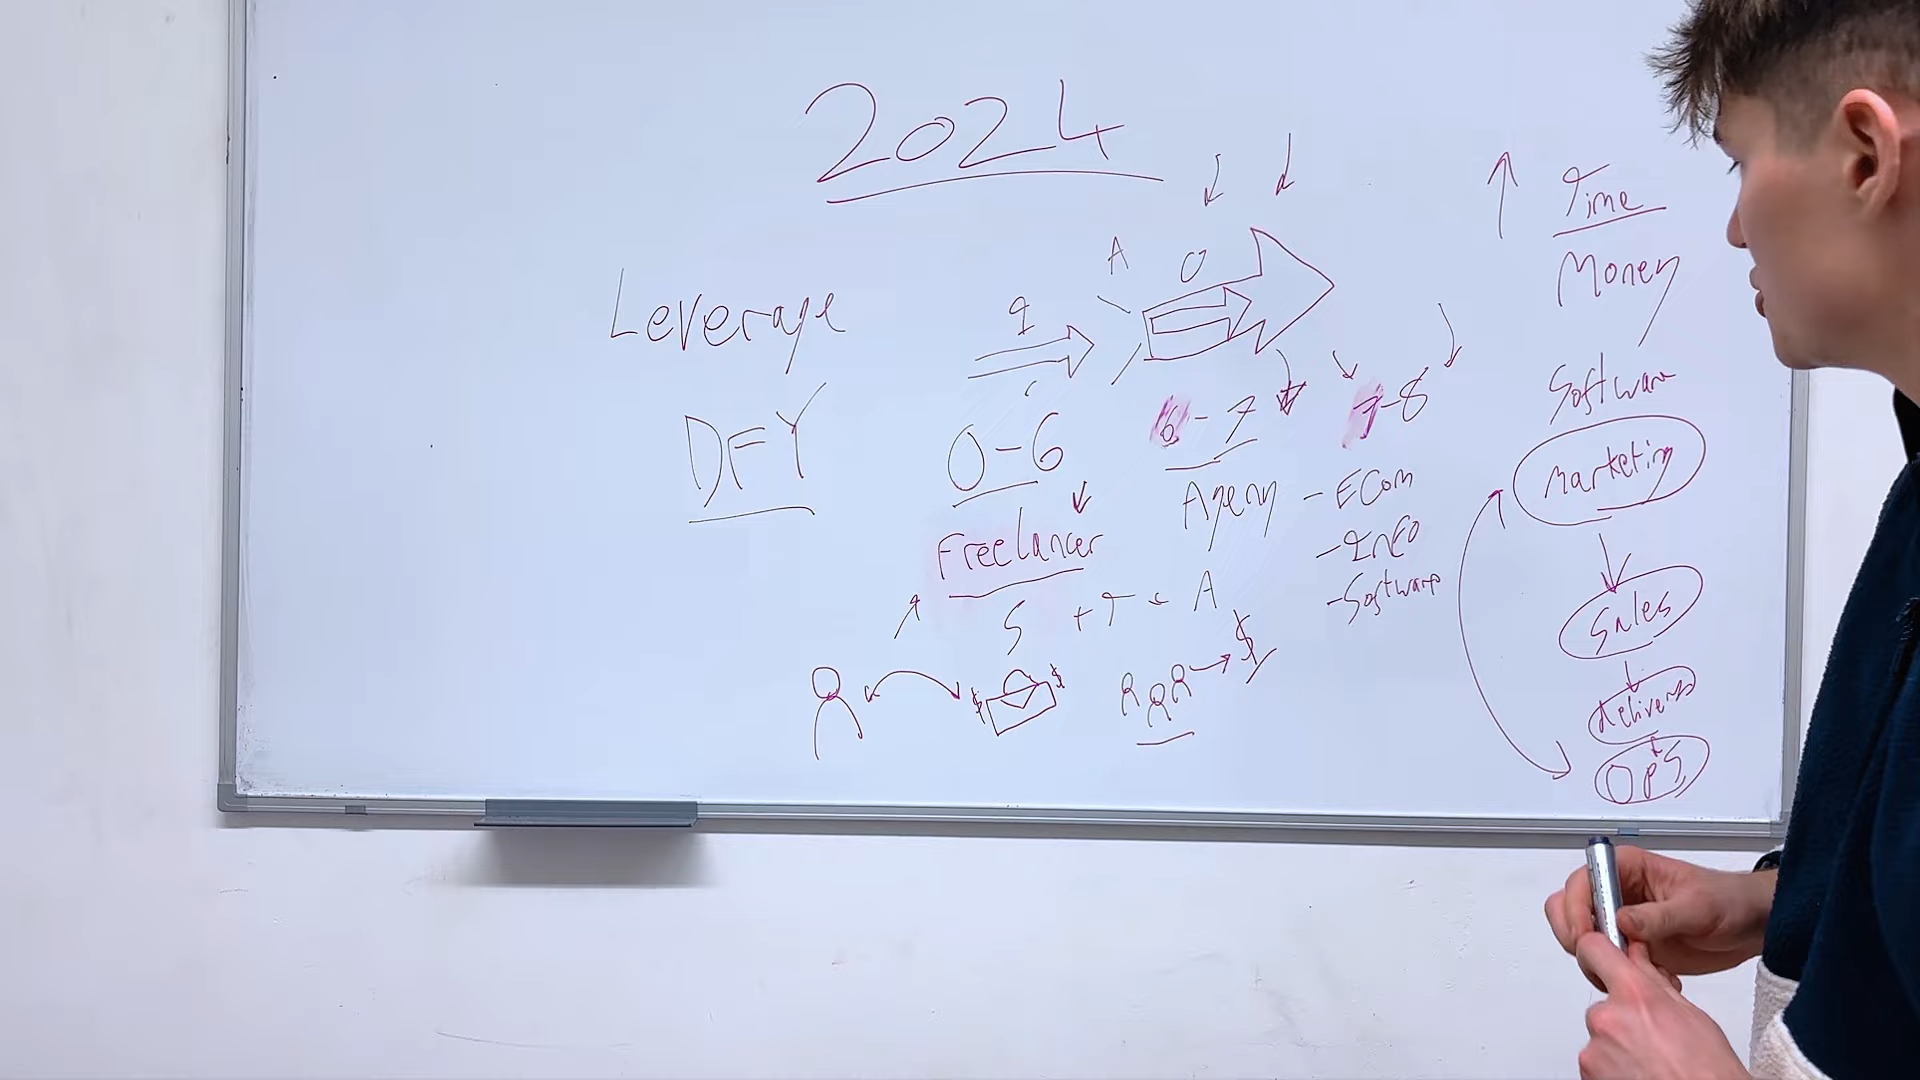 2024
Time
Money
Software
Marketing
Sales
delivery
Ops
A
O
Leverage
DFY
0-6
6-7
7-8
Freelancer
Agency
- ECom
- INFO
- Software
S + T = A
$ $
$